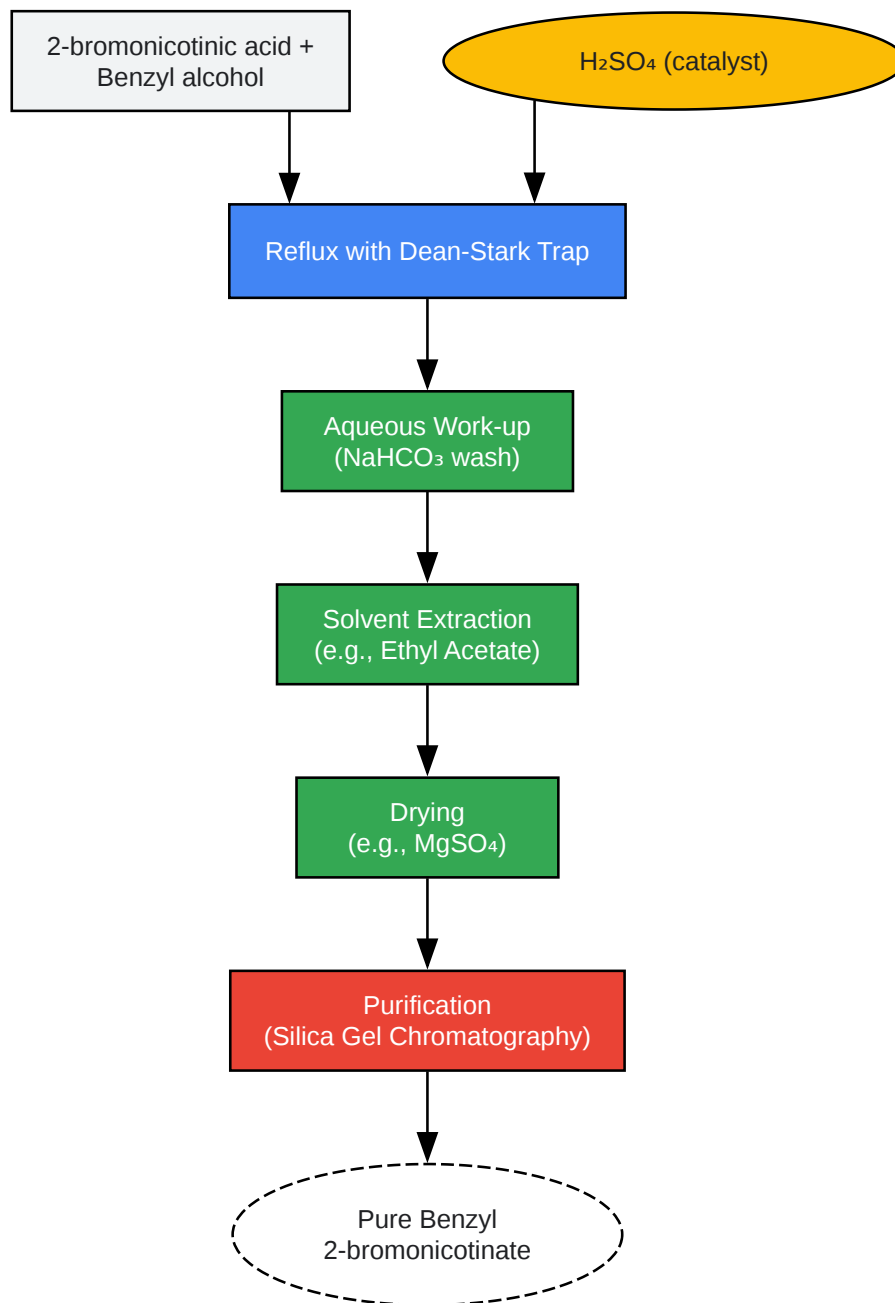 2-bromonicotinic acid +
Benzyl alcohol
H₂SO₄ (catalyst)
Reflux with Dean-Stark Trap
Aqueous Work-up
(NaHCO₃ wash)
Solvent Extraction
(e.g., Ethyl Acetate)
Drying
(e.g., MgSO₄)
Purification
(Silica Gel Chromatography)
Pure Benzyl
2-bromonicotinate